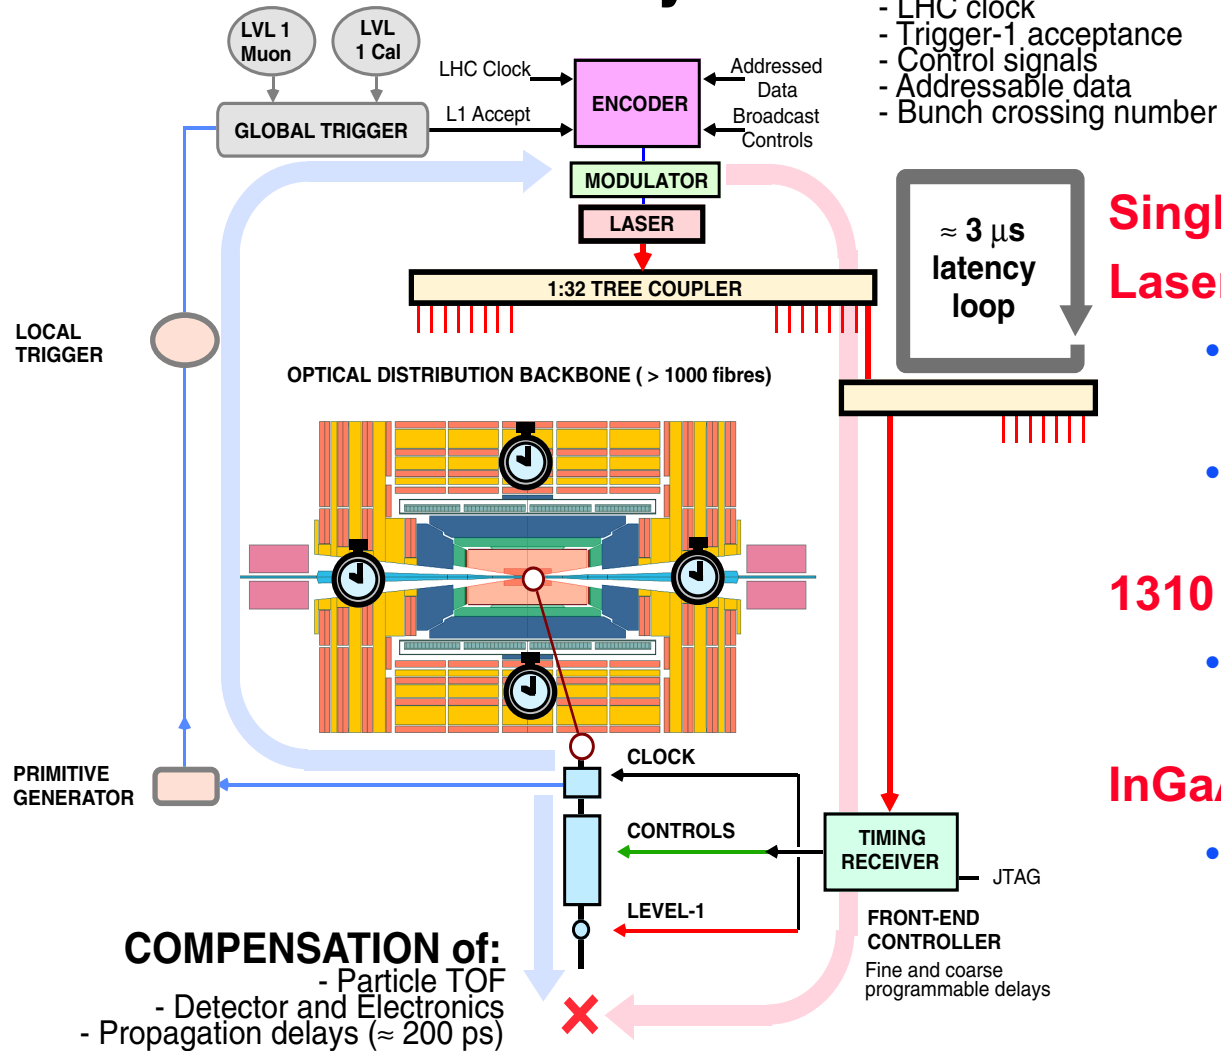 - LHC clock
- Trigger-1 acceptance
- Control signals
- Addressable data
- Bunch crossing number
LVL 1
Muon
LVL
1 Cal
GLOBAL TRIGGER
LHC Clock
L1 Accept
ENCODER
Addressed
Data
Broadcast
Controls
MODULATOR
LASER
1:32 TREE COUPLER
≈ 3 μs
latency
loop
Singl
Laser
LOCAL
TRIGGER
OPTICAL DISTRIBUTION BACKBONE ( > 1000 fibres)
1310
PRIMITIVE
GENERATOR
CLOCK
CONTROLS
LEVEL-1
TIMING
RECEIVER
JTAG
InGaA
FRONT-END
CONTROLLER
Fine and coarse
programmable delays
COMPENSATION of:
- Particle TOF
- Detector and Electronics
- Propagation delays (≈ 200 ps)